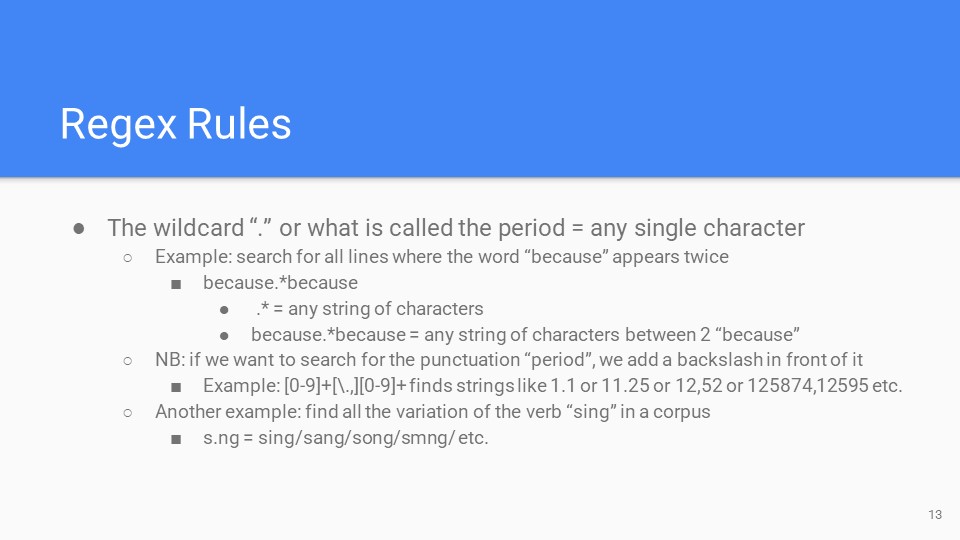 Regex Rules
● The wildcard “.” or what is called the period = any single character
○ Example: search for all lines where the word “because” appears twice
■ because.*because
● .* = any string of characters
● because.*because = any string of characters between 2 “because”
○ NB: if we want to search for the punctuation “period”, we add a backslash in front of it
■ Example: [0-9]+[\.,][0-9]+ finds strings like 1.1 or 11.25 or 12,52 or 125874,12595 etc.
○ Another example: find all the variation of the verb “sing” in a corpus
■ s.ng = sing/sang/song/smng/ etc.
13